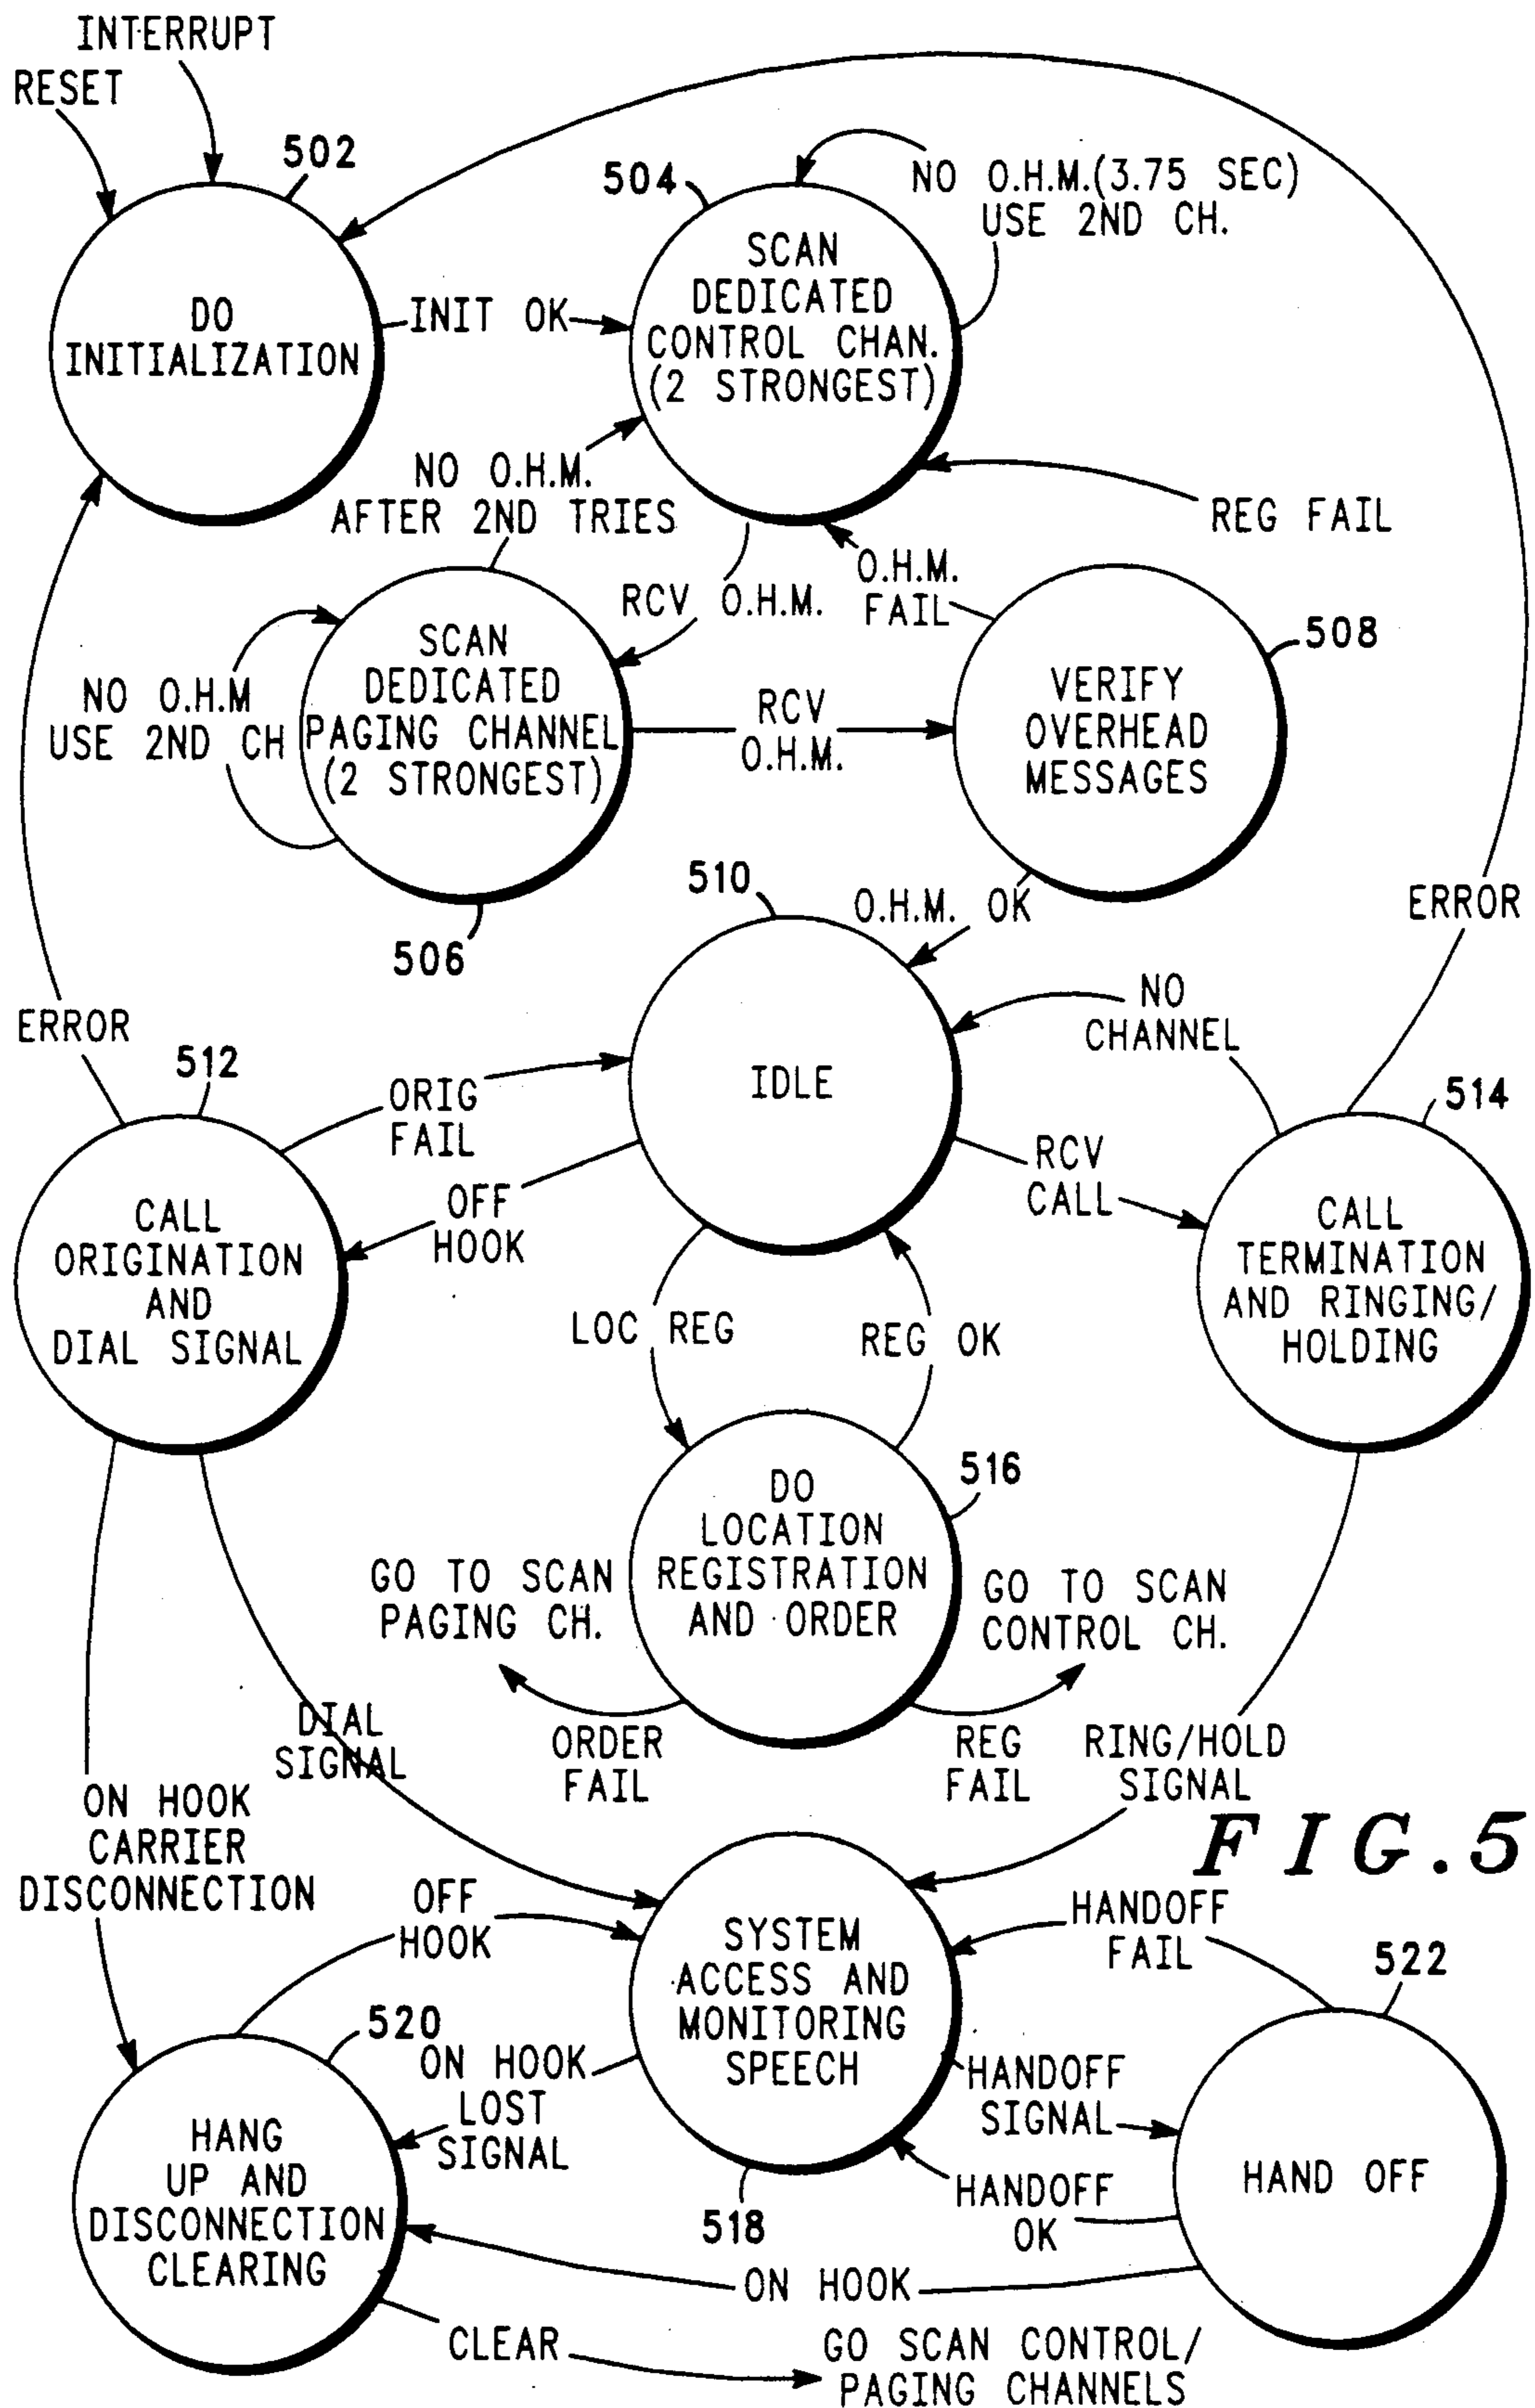 INTERRUPT
RESET
502
504
NO O.H.M.(3.75 SEC)
USE 2ND CH.
DO
INITIALIZATION
INIT OK
SCAN
DEDICATED
CONTROL CHAN.
(2 STRONGEST)
NO O.H.M.
AFTER 2ND TRIES
REG FAIL
RCV O.H.M.
O.H.M.
FAIL
508
NO O.H.M
USE 2ND CH
SCAN
DEDICATED
PAGING CHANNEL
(2 STRONGEST)
RCV
O.H.M.
VERIFY
OVERHEAD
MESSAGES
506
510
O.H.M. OK
ERROR
ERROR
512
ORIG
FAIL
IDLE
NO
CHANNEL
514
OFF
HOOK
RCV
CALL
CALL
ORIGINATION
AND
DIAL SIGNAL
CALL
TERMINATION
AND RINGING/
HOLDING
LOC REG
REG OK
516
DO
LOCATION
REGISTRATION
AND ORDER
GO TO SCAN
PAGING CH.
GO TO SCAN
CONTROL CH.
DIAL
SIGNAL
ORDER
FAIL
REG
FAIL
RING/HOLD
SIGNAL
FIG.5
ON HOOK
CARRIER
DISCONNECTION
OFF
HOOK
SYSTEM
ACCESS AND
MONITORING
SPEECH
HANDOFF
FAIL
522
520
ON HOOK
LOST
SIGNAL
HANDOFF
SIGNAL
HANG
UP AND
DISCONNECTION
CLEARING
518
HANDOFF
OK
HAND OFF
ON HOOK
CLEAR
GO SCAN CONTROL/
PAGING CHANNELS